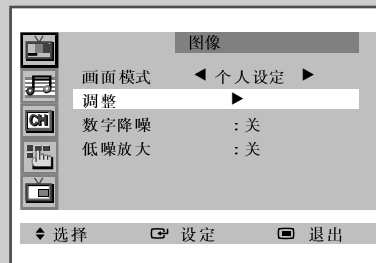 图像
画面模式 ◀ 个人设定 ▶
调整 ▶
数字降噪 : 关
低噪放大 : 关
CH
选择 设定 退出